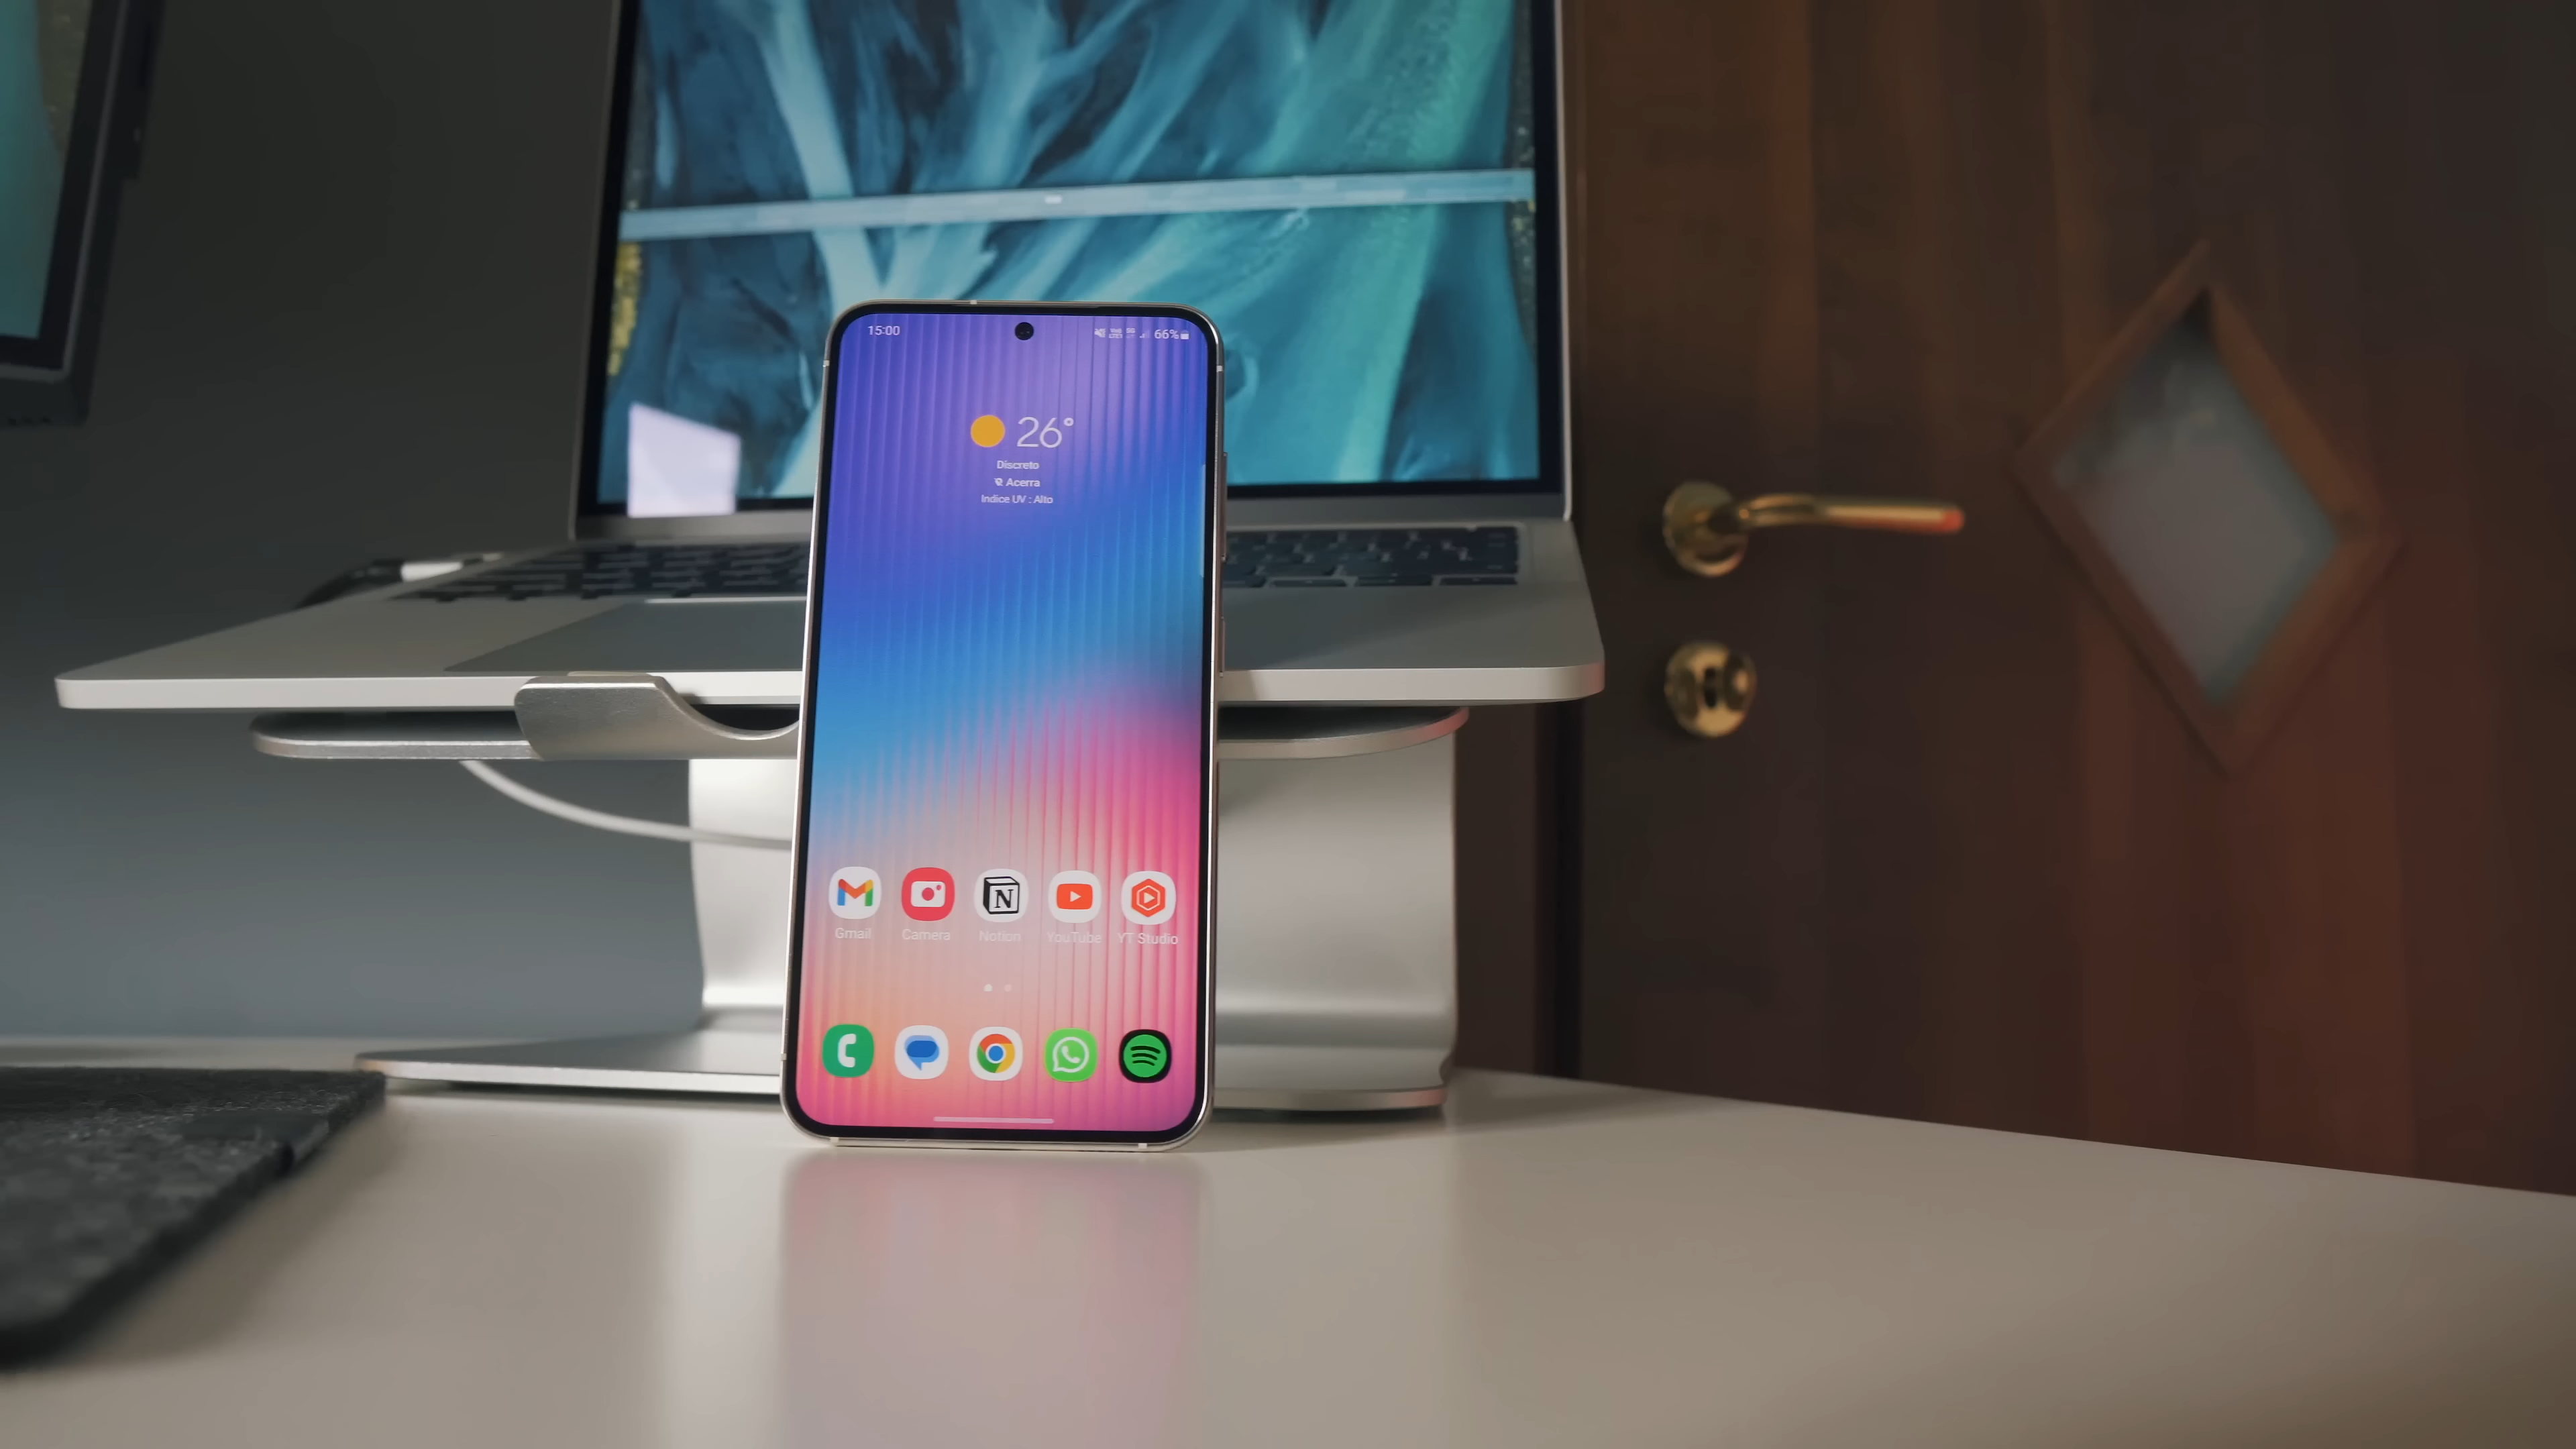 15:00
66%
26°
Discreto
Acerra
Indice UV : Alto
N
Gmail
Camera
Notion
YouTube
YT Studio